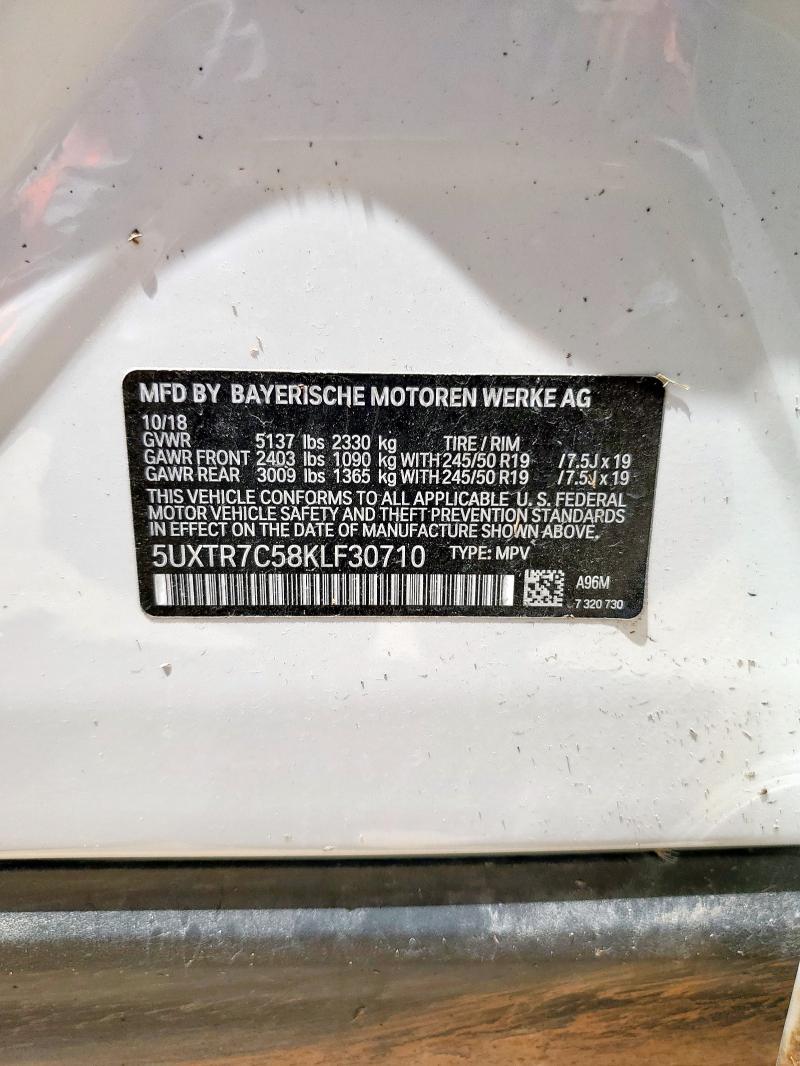 MFD BY BAYERISCHE MOTOREN WERKE AG
10/18
GVWR 5137 lbs 2330 kg TIRE / RIM
GAWR FRONT 2403 lbs 1090 kg WITH 245/50 R19 /7.5J x 19
GAWR REAR 3009 lbs 1365 kg WITH 245/50 R19 /7.5J x 19
THIS VEHICLE CONFORMS TO ALL APPLICABLE U. S. FEDERAL
MOTOR VEHICLE SAFETY AND THEFT PREVENTION STANDARDS
IN EFFECT ON THE DATE OF MANUFACTURE SHOWN ABOVE.
5UXTR7C58KLF30710 TYPE: MPV
A96M
7 320 730